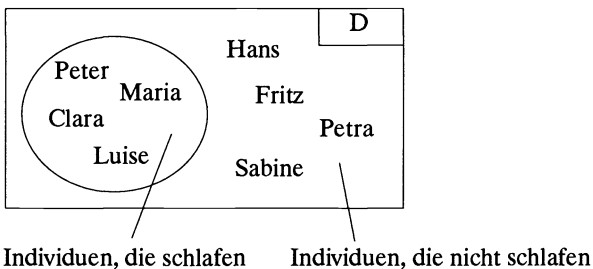 D
Hans
Peter
Maria
Fritz
Clara
Petra
Luise
Sabine
Individuen, die schlafen
Individuen, die nicht schlafen